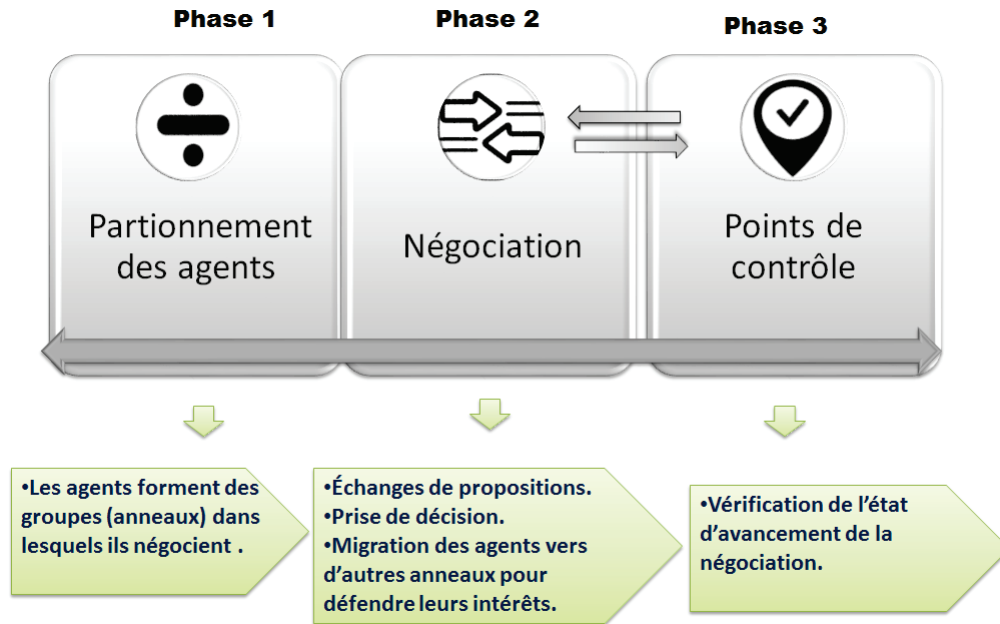 Phase 1
Phase 2
Phase 3
Partionnement
des agents
Négociation
Points de
contrôle
•Les agents forment des
groupes (anneaux) dans
lesquels ils négocient .
•Échanges de propositions.
•Prise de décision.
•Migration des agents vers
d’autres anneaux pour
défendre leurs intérêts.
•Vérification de l’état
d’avancement de la
négociation.